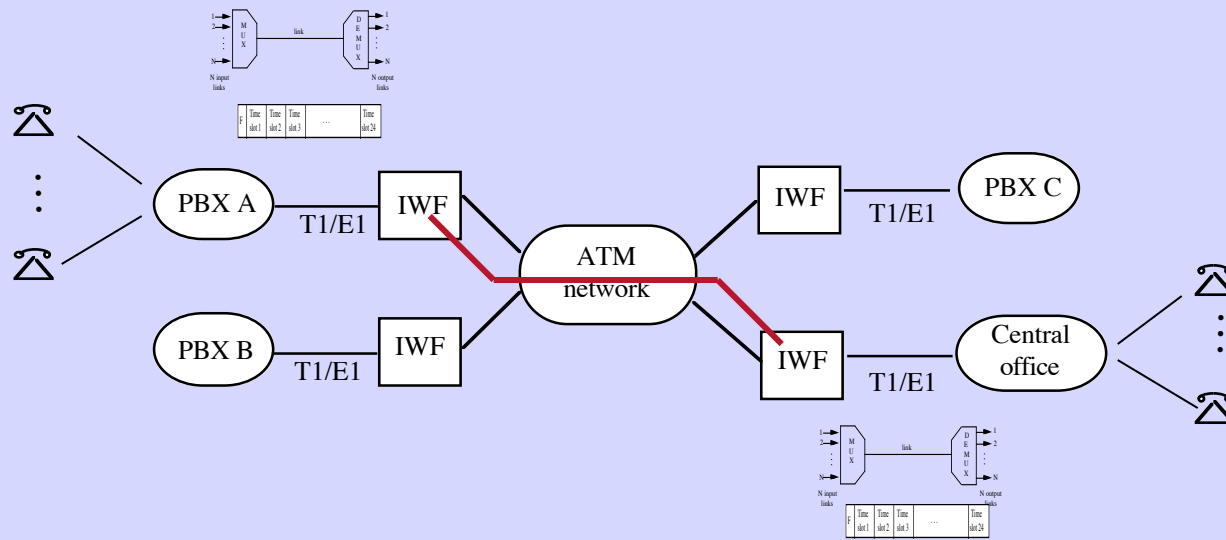 1
2
N
M
U
X
link
D
E
M
U
X
1
2
N
N input
links
N output
links
F
Time
slot 1
Time
slot 2
Time
slot 3
…
Time
slot 24
PBX A
T1/E1
IWF
IWF
T1/E1
PBX C
ATM
network
PBX B
T1/E1
IWF
IWF
T1/E1
Central
office
1
2
N
M
U
X
link
D
E
M
U
X
1
2
N
N input
links
N output
links
F
Time
slot 1
Time
slot 2
Time
slot 3
…
Time
slot 24